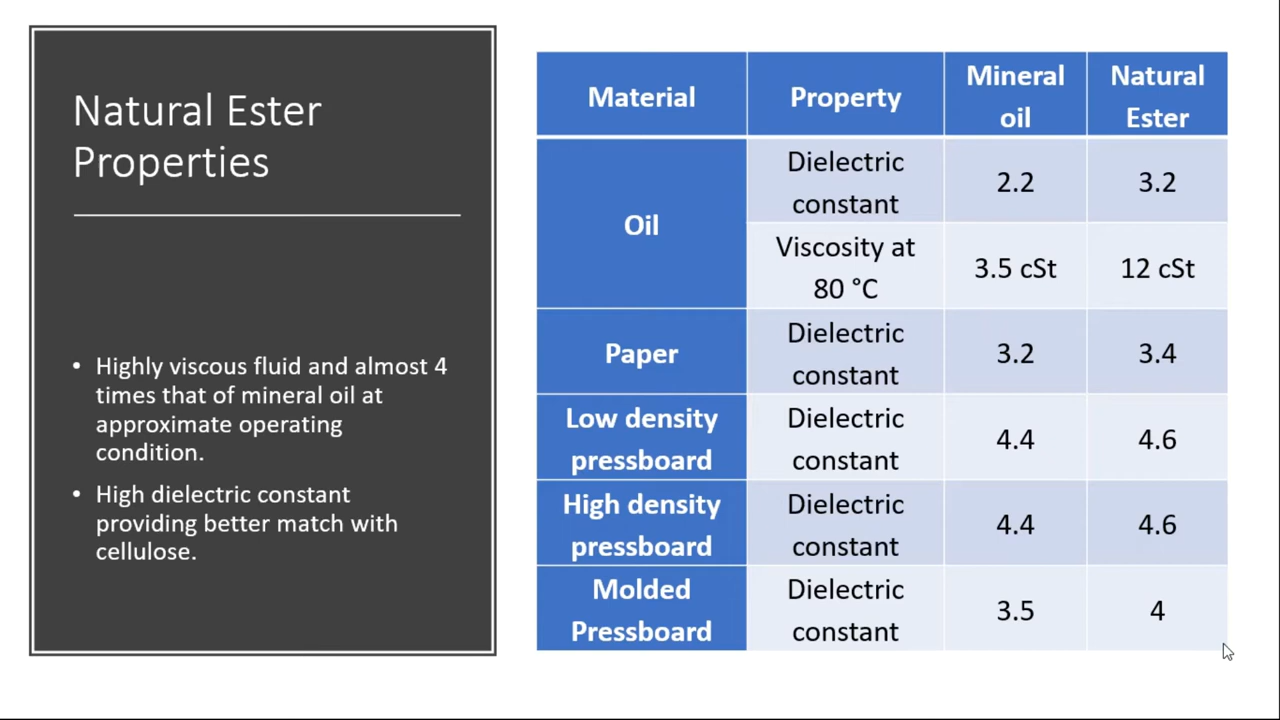 Natural Ester
Properties
• Highly viscous fluid and almost 4
times that of mineral oil at
approximate operating
condition.
• High dielectric constant
providing better match with
cellulose.
Material Property Mineral oil Natural Ester
Oil Dielectric constant 2.2 3.2
Viscosity at 80 °C 3.5 cSt 12 cSt
Paper Dielectric constant 3.2 3.4
Low density pressboard Dielectric constant 4.4 4.6
High density pressboard Dielectric constant 4.4 4.6
Molded Pressboard Dielectric constant 3.5 4